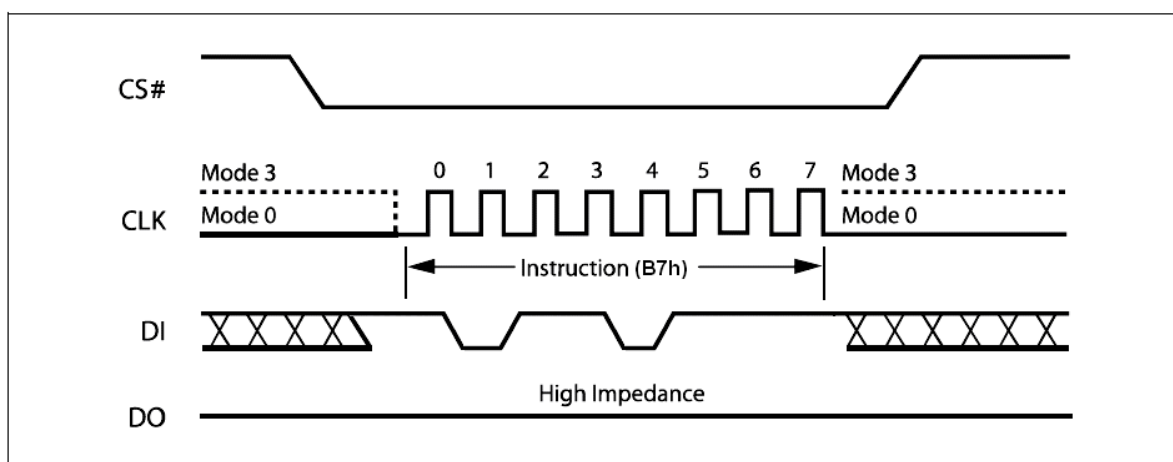 CS#
0 1 2 3 4 5 6 7
Mode 3 Mode 3
CLK
Mode 0 Mode 0
Instruction (B7h)
DI
High Impedance
DO